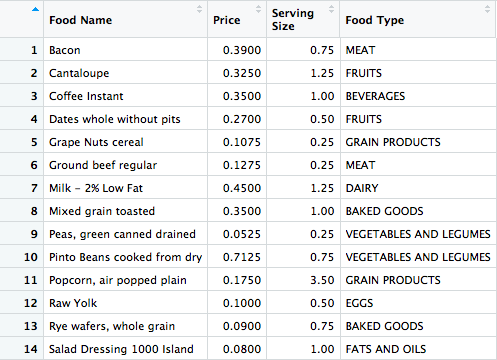 Food Name Price Serving Size Food Type
1 Bacon 0.3900 0.75 MEAT
2 Cantaloupe 0.3250 1.25 FRUITS
3 Coffee Instant 0.3500 1.00 BEVERAGES
4 Dates whole without pits 0.2700 0.50 FRUITS
5 Grape Nuts cereal 0.1075 0.25 GRAIN PRODUCTS
6 Ground beef regular 0.1275 0.25 MEAT
7 Milk - 2% Low Fat 0.4500 1.25 DAIRY
8 Mixed grain toasted 0.3500 1.00 BAKED GOODS
9 Peas, green canned drained 0.0525 0.25 VEGETABLES AND LEGUMES
10 Pinto Beans cooked from dry 0.7125 0.75 VEGETABLES AND LEGUMES
11 Popcorn, air popped plain 0.1750 3.50 GRAIN PRODUCTS
12 Raw Yolk 0.1000 0.50 EGGS
13 Rye wafers, whole grain 0.0900 0.75 BAKED GOODS
14 Salad Dressing 1000 Island 0.0800 1.00 FATS AND OILS